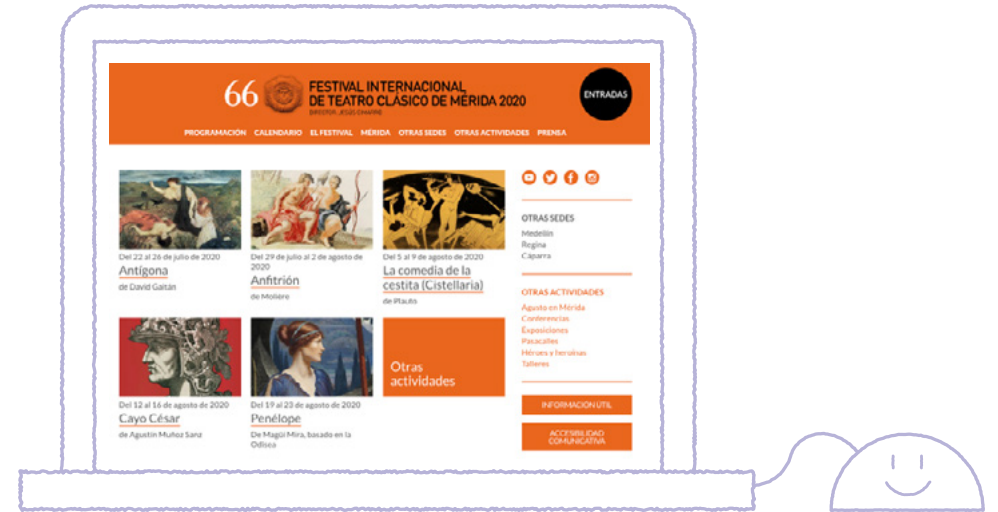 66
FESTIVAL INTERNACIONAL
DE TEATRO CLÁSICO DE MÉRIDA 2020
DIRECTOR JESÚS CIMARRO
ENTRADAS
PROGRAMACIÓN CALENDARIO EL FESTIVAL MÉRIDA OTRAS SEDES OTRAS ACTIVIDADES PRENSA
Del 22 al 26 de julio de 2020
Antígona
de David Gaitán
Del 29 de julio al 2 de agosto de
2020
Anfitrión
de Molière
Del 5 al 9 de agosto de 2020
La comedia de la
cestita (Cistellaria)
de Plauto
Del 12 al 16 de agosto de 2020
Cayo César
de Agustín Muñoz Sanz
Del 19 al 23 de agosto de 2020
Penélope
De Magüi Mira, basado en la
Odisea
Otras
actividades
OTRAS SEDES
Medellín
Regina
Cáparra
OTRAS ACTIVIDADES
Agusto en Mérida
Conferencias
Exposiciones
Pasacalles
Héroes y heroínas
Talleres
INFORMACIÓN ÚTIL
ACCESIBILIDAD
COMUNICATIVA